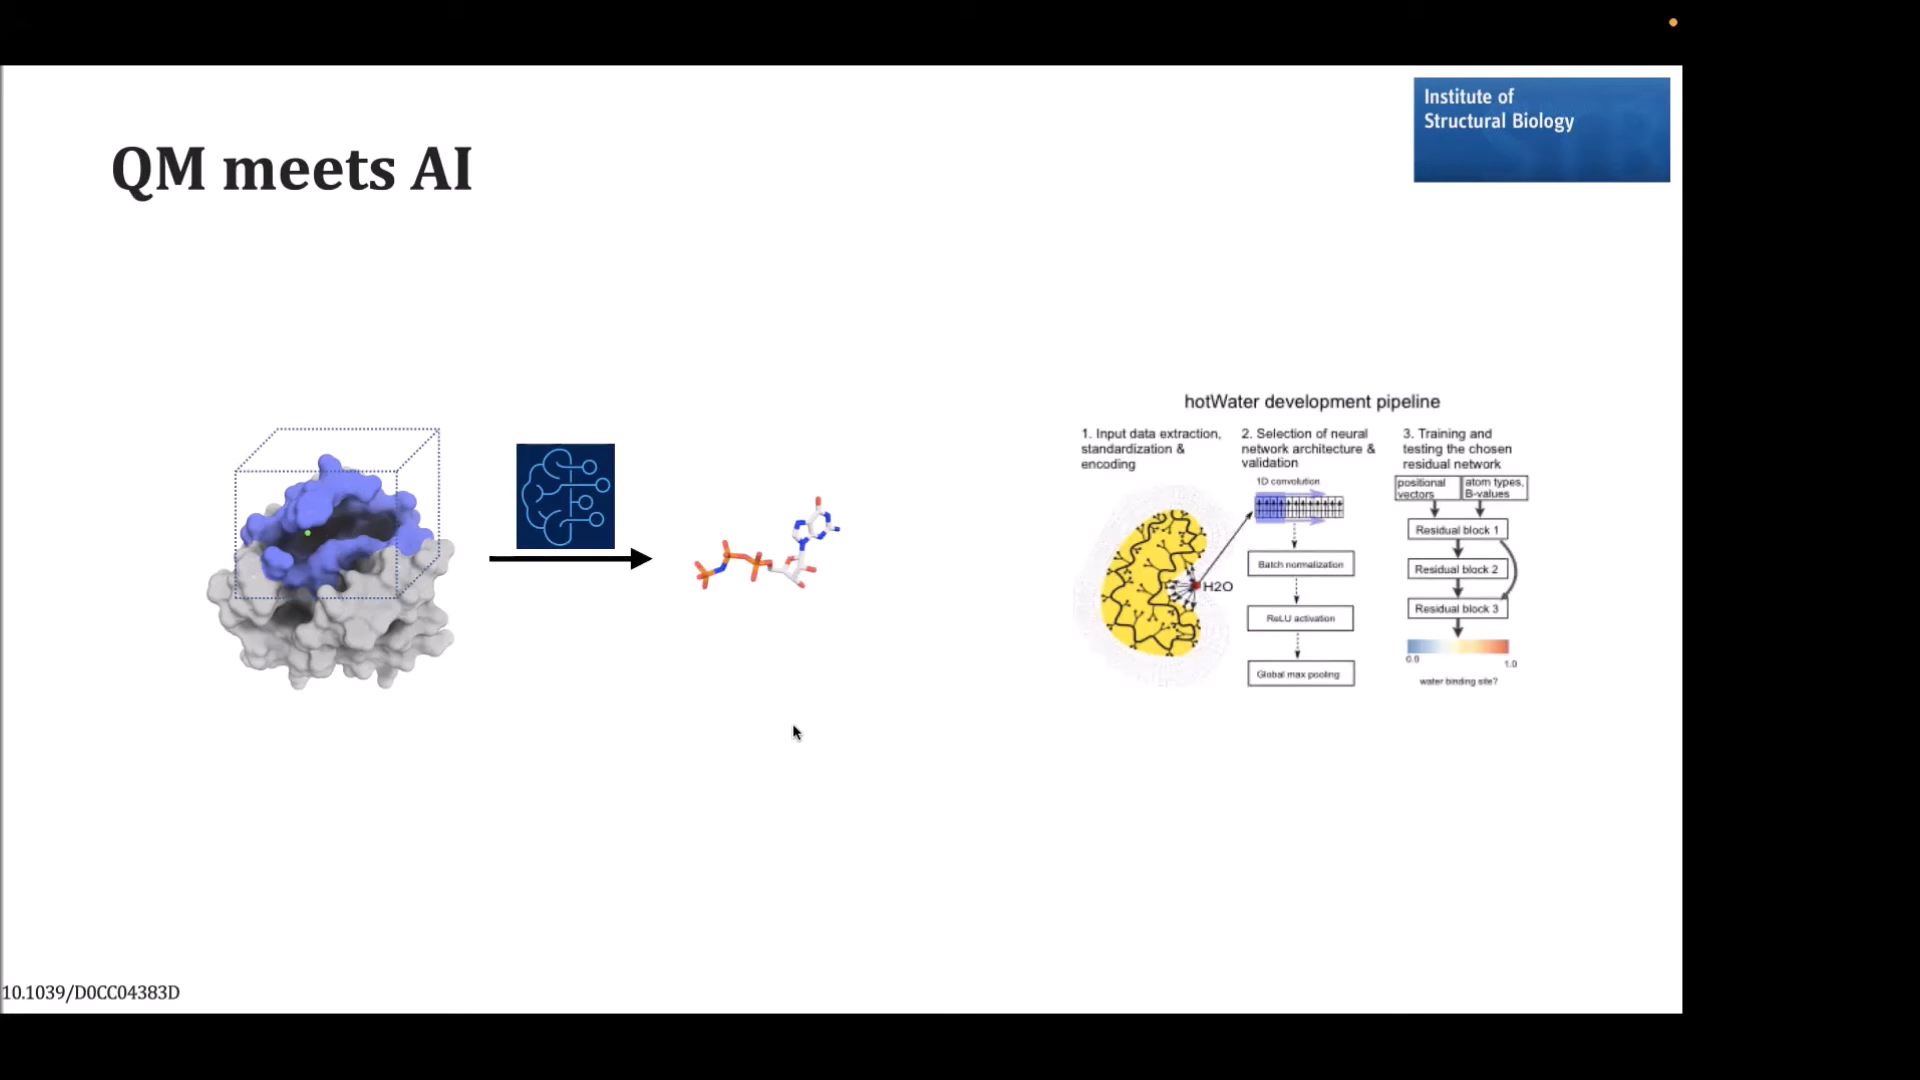 Institute of
Structural Biology
QM meets AI
hotWater development pipeline
1. Input data extraction,
standardization &
encoding
2. Selection of neural
network architecture &
validation
3. Training and
testing the chosen
residual network
1D convolution
H2O
Batch normalization
ReLU activation
Global max pooling
positional
vectors
atom types,
B-values
Residual block 1
Residual block 2
Residual block 3
1.0
water binding site?
10.1039/D0CC04383D